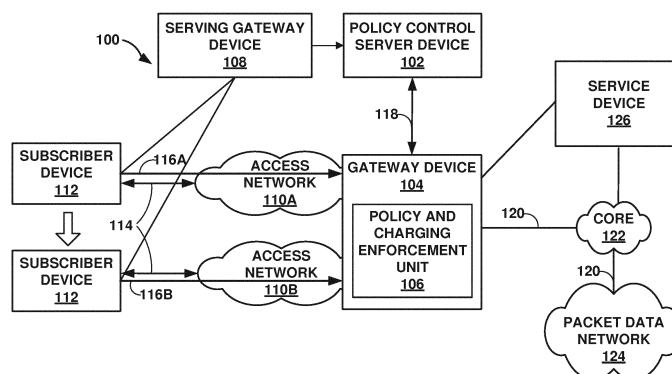 100
SERVING GATEWAY
DEVICE
108
POLICY CONTROL
SERVER DEVICE
102
SERVICE
DEVICE
126
118
SUBSCRIBER
DEVICE
112
116A
ACCESS
NETWORK
110A
GATEWAY DEVICE
104
POLICY AND
CHARGING
ENFORCEMENT
UNIT
106
114
120
CORE
122
SUBSCRIBER
DEVICE
112
116B
ACCESS
NETWORK
110B
120
PACKET DATA
NETWORK
124